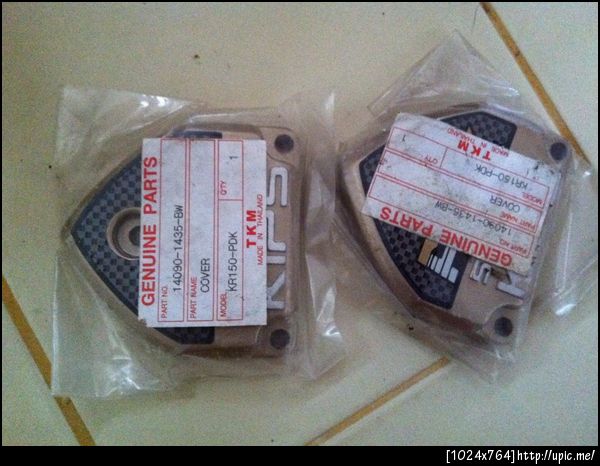 GENUINE PARTS
PART NO. 14090-1435-BW
PART NAME COVER
MODEL KR150-PDK
QTY 1
TKM
MADE IN THAILAND
KIPS
GENUINE PARTS
PART NO. 14090-1435-BW
PART NAME COVER
MODEL KR150-PDK
QTY 1
TKM
MADE IN THAILAND
[1024x764]http://upic.me/